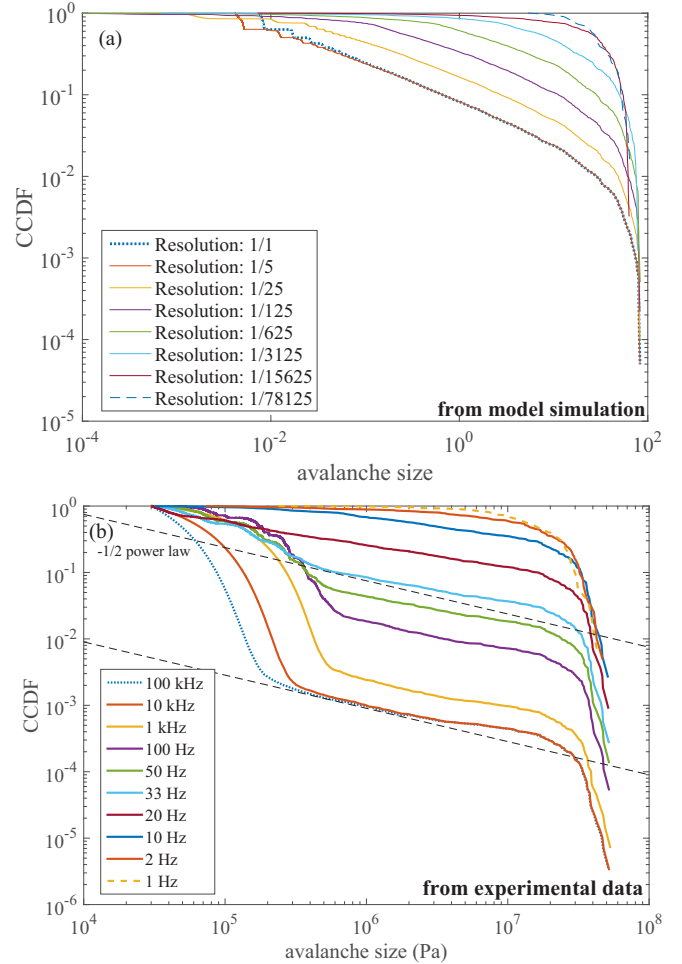 (a)
10^0
10^-1
10^-2
10^-3
10^-4
10^-5
CCDF
Resolution: 1/1
Resolution: 1/5
Resolution: 1/25
Resolution: 1/125
Resolution: 1/625
Resolution: 1/3125
Resolution: 1/15625
Resolution: 1/78125
from model simulation
10^-4
10^-2
10^0
10^2
avalanche size
(b)
-1/2 power law
10^0
10^-1
10^-2
10^-3
10^-4
10^-5
10^-6
CCDF
100 kHz
10 kHz
1 kHz
100 Hz
50 Hz
33 Hz
20 Hz
10 Hz
2 Hz
1 Hz
from experimental data
10^4
10^5
10^6
10^7
10^8
avalanche size (Pa)